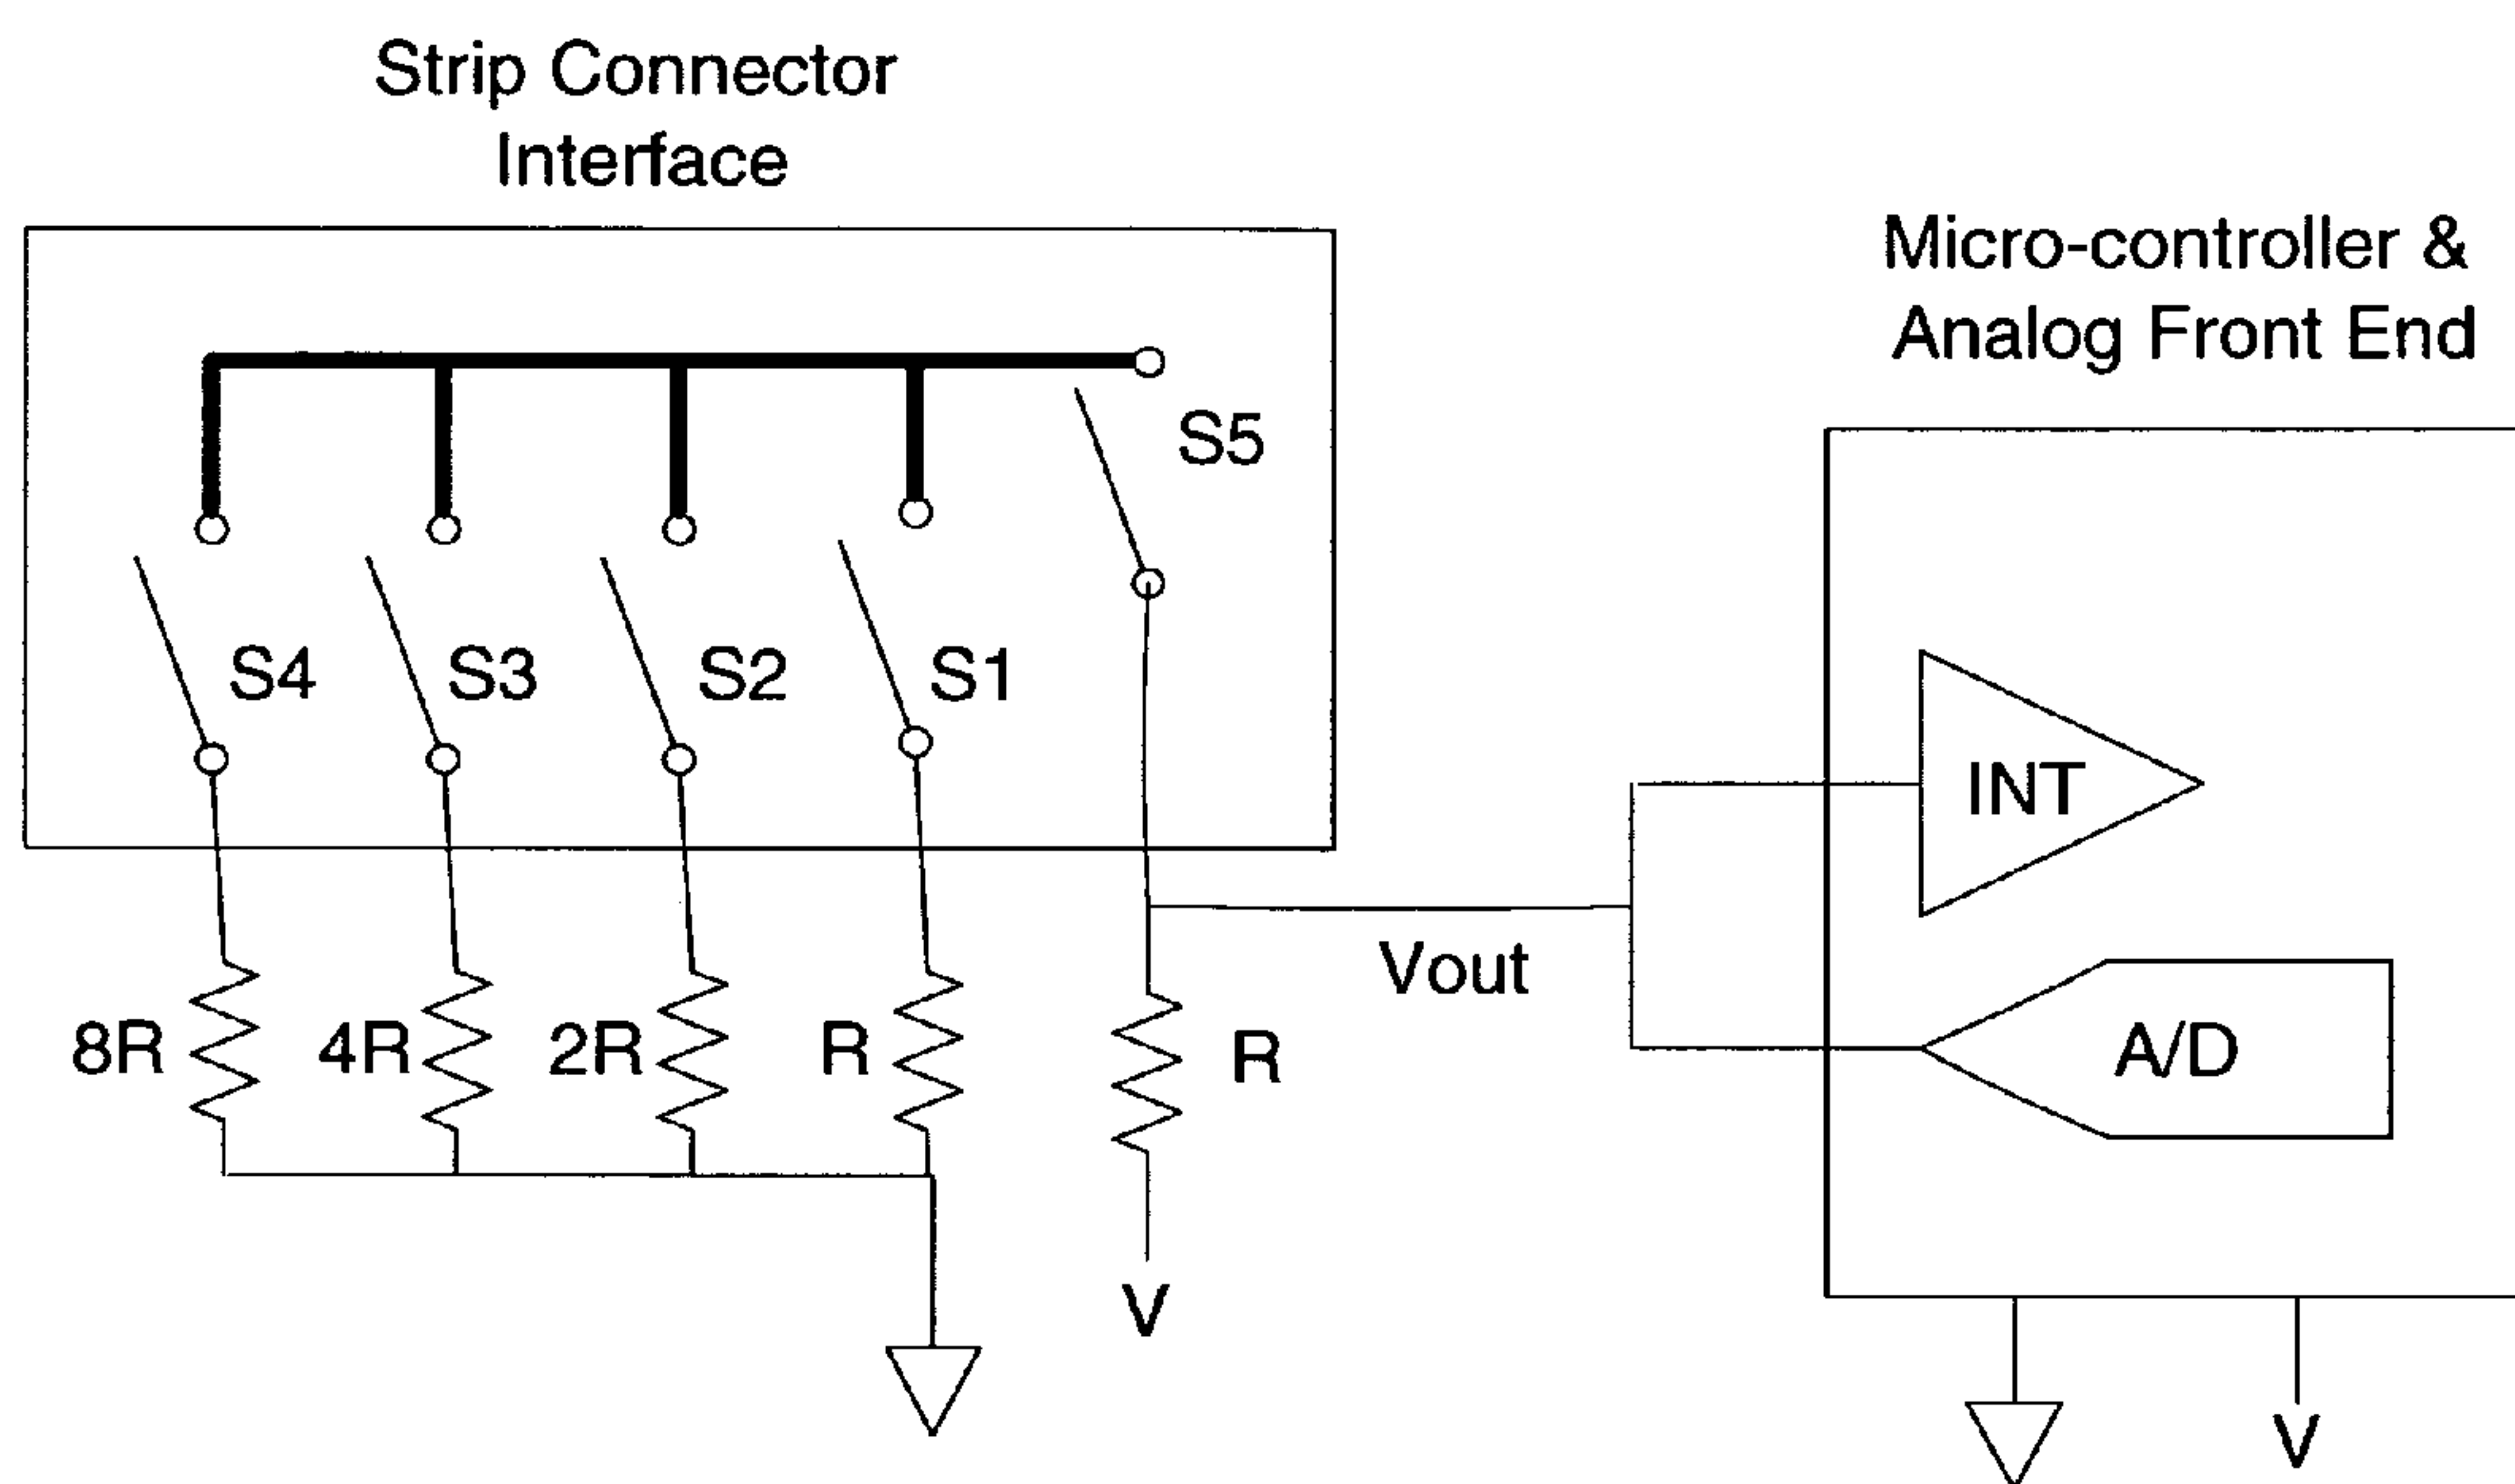 Strip Connector
Interface
Micro-controller &
Analog Front End
S5
S4
S3
S2
S1
INT
Vout
8R
4R
2R
R
R
A/D
V
V